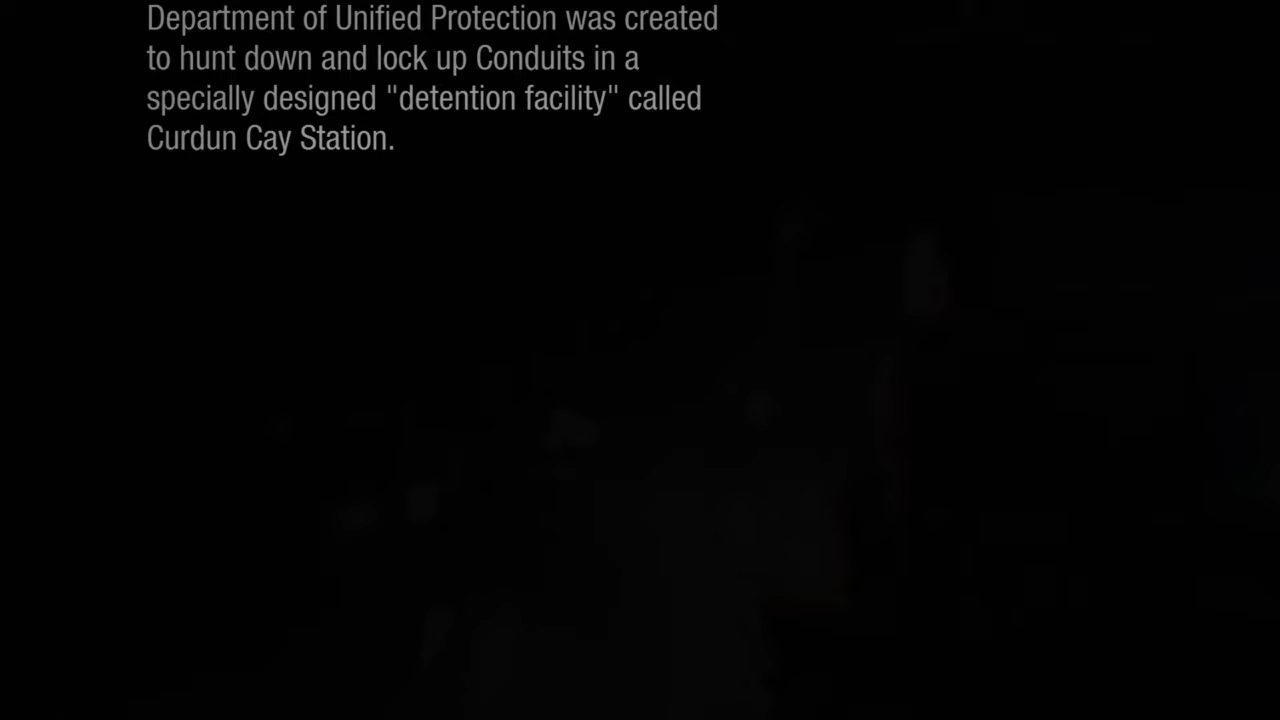 Department of Unified Protection was created
to hunt down and lock up Conduits in a
specially designed "detention facility" called
Curdun Cay Station.